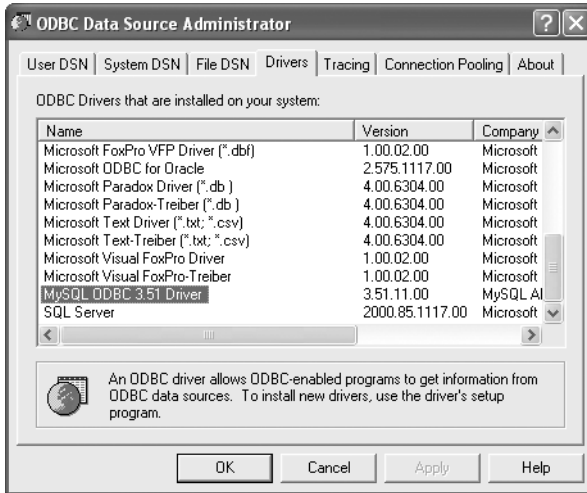 ODBC Data Source Administrator
User DSN System DSN File DSN Drivers Tracing Connection Pooling About
ODBC Drivers that are installed on your system:
Name Version Company
Microsoft FoxPro VFP Driver (*.dbf) 1.00.02.00 Microsoft
Microsoft ODBC for Oracle 2.575.1117.00 Microsoft
Microsoft Paradox Driver (*.db ) 4.00.6304.00 Microsoft
Microsoft Paradox-Treiber (*.db ) 4.00.6304.00 Microsoft
Microsoft Text Driver (*.txt; *.csv) 4.00.6304.00 Microsoft
Microsoft Text-Treiber (*.txt; *.csv) 4.00.6304.00 Microsoft
Microsoft Visual FoxPro Driver 1.00.02.00 Microsoft
Microsoft Visual FoxPro-Treiber 1.00.02.00 Microsoft
MySQL ODBC 3.51 Driver 3.51.11.00 MySQL AI
SQL Server 2000.85.1117.00 Microsoft
An ODBC driver allows ODBC-enabled programs to get information from
ODBC data sources. To install new drivers, use the driver's setup
program.
OK Cancel Apply Help